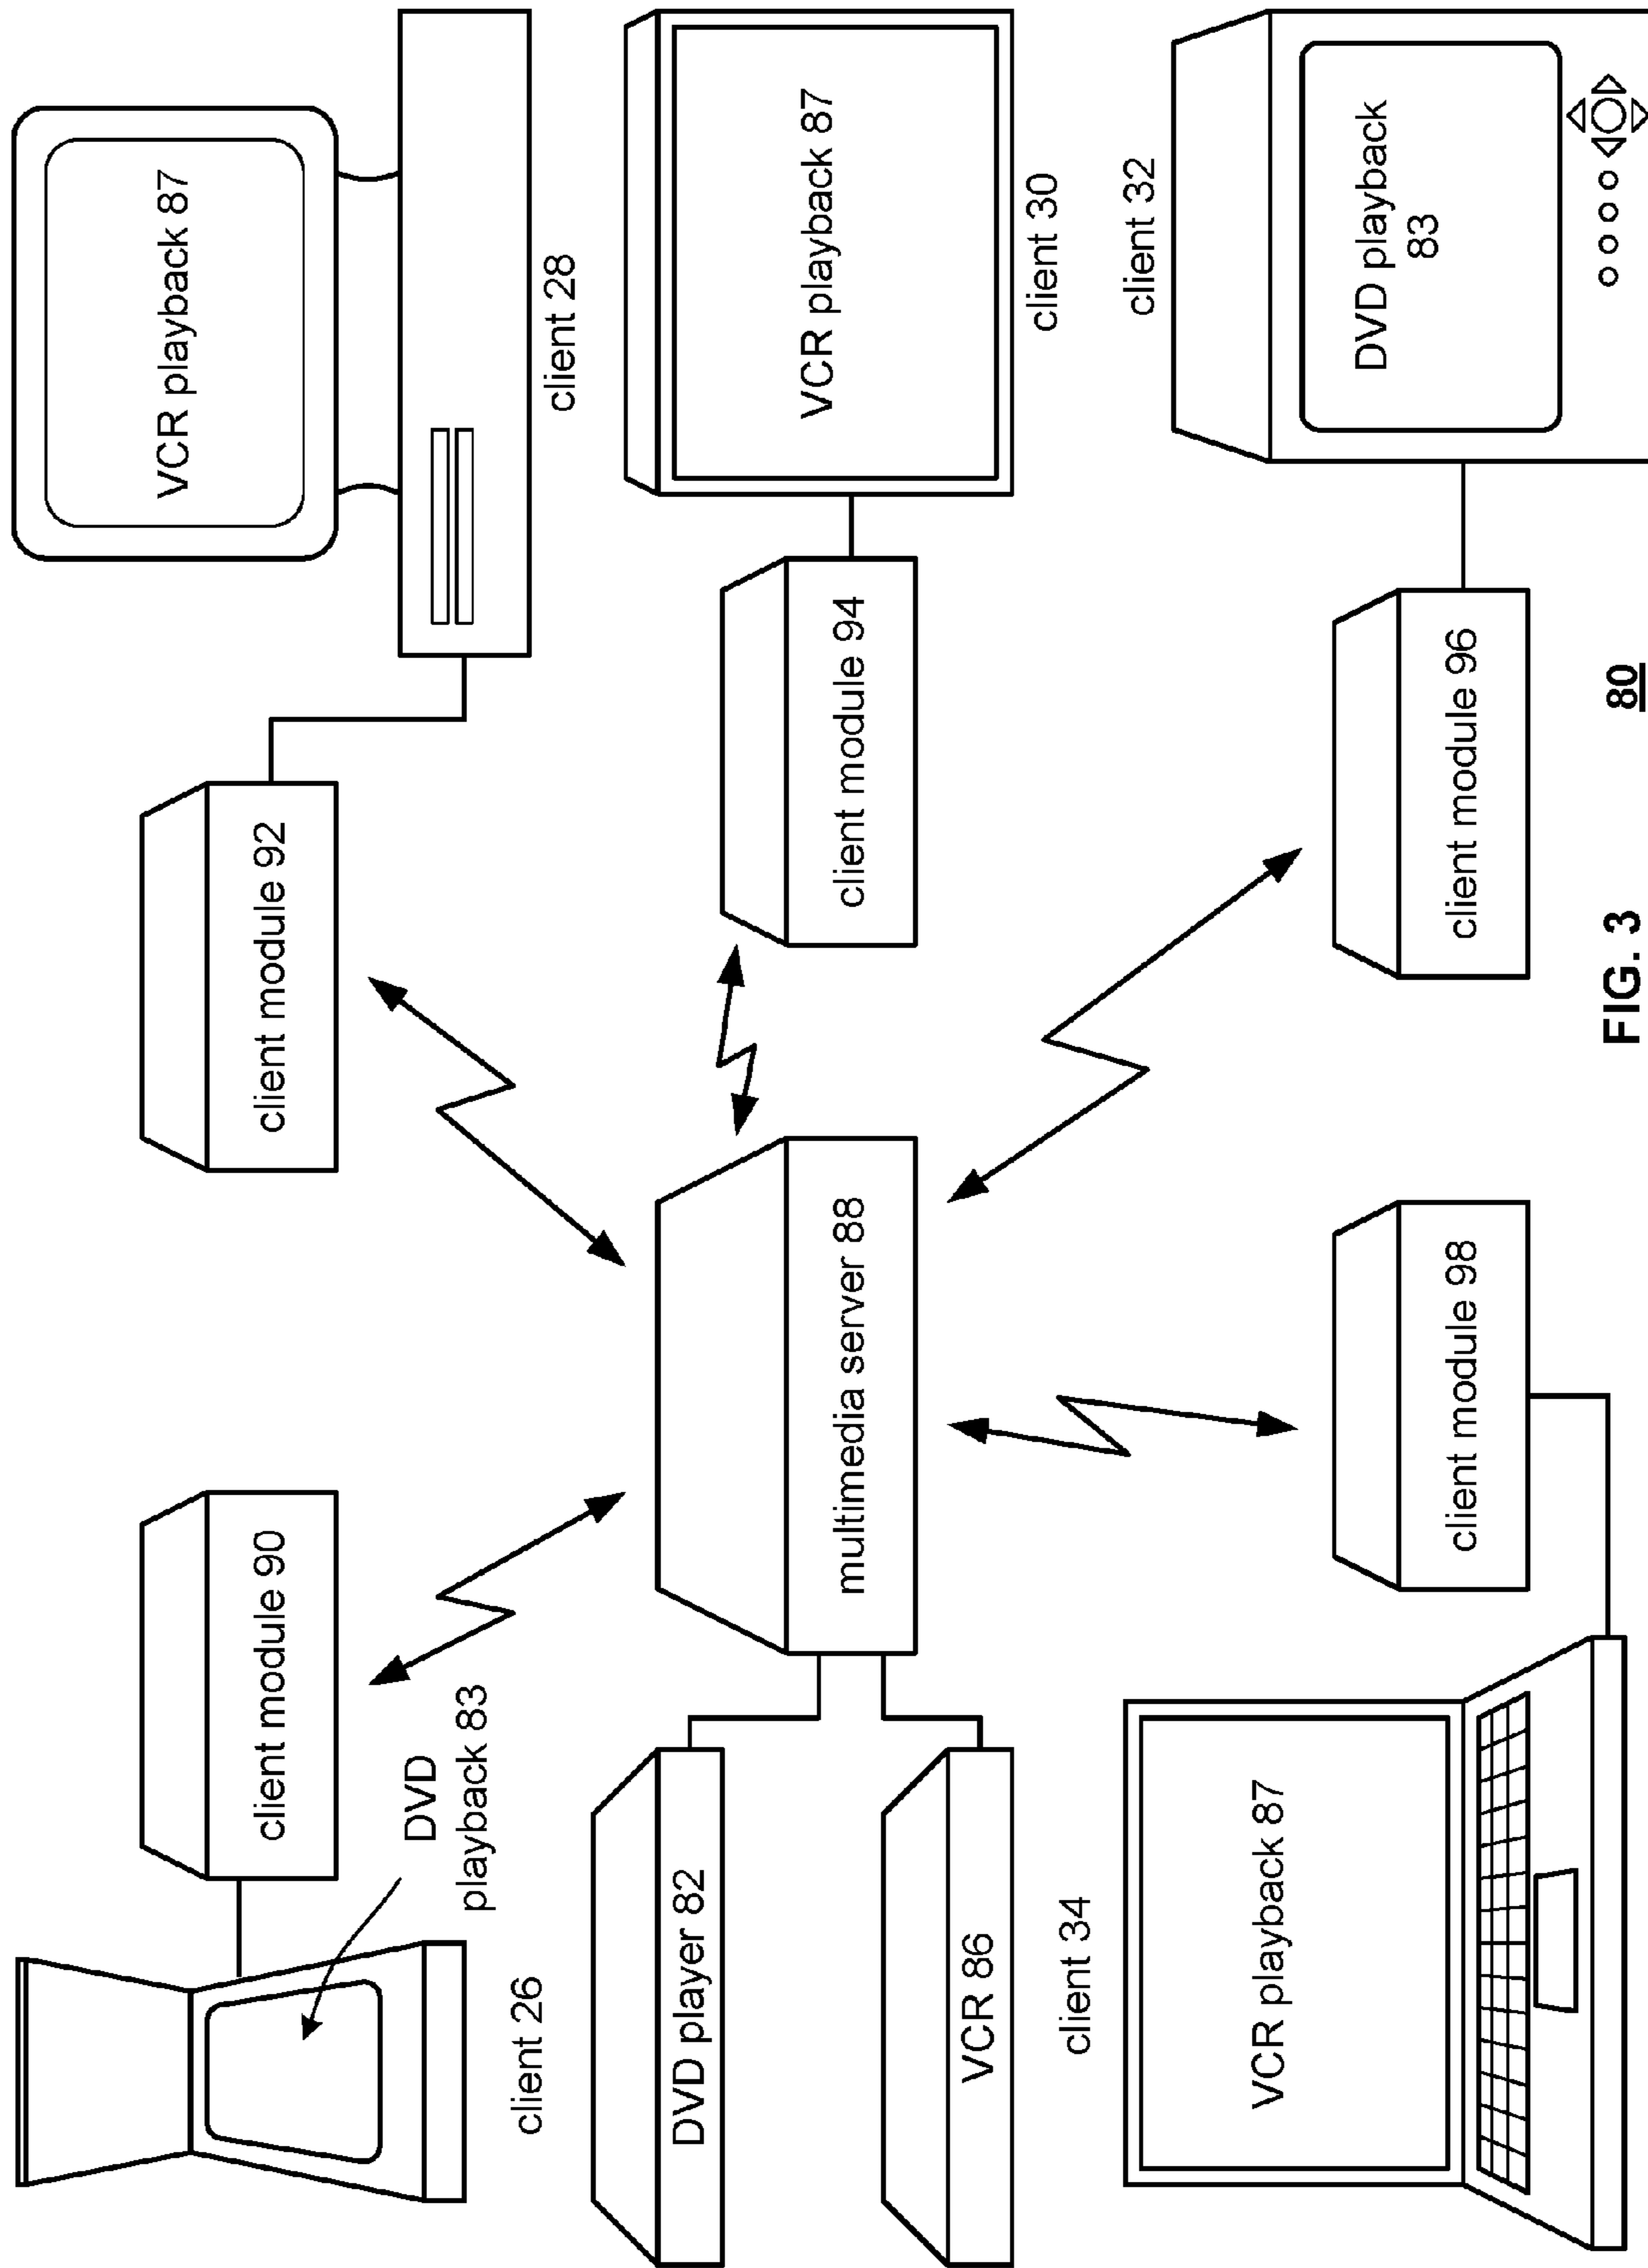 client module 90
DVD
playback 83
client 26
client module 92
VCR playback 87
client 28
DVD player 82
VCR 86
multimedia server 88
client module 94
VCR playback 87
client 30
client 34
VCR playback 87
client module 98
client module 96
client 32
DVD playback
83
FIG. 3
80